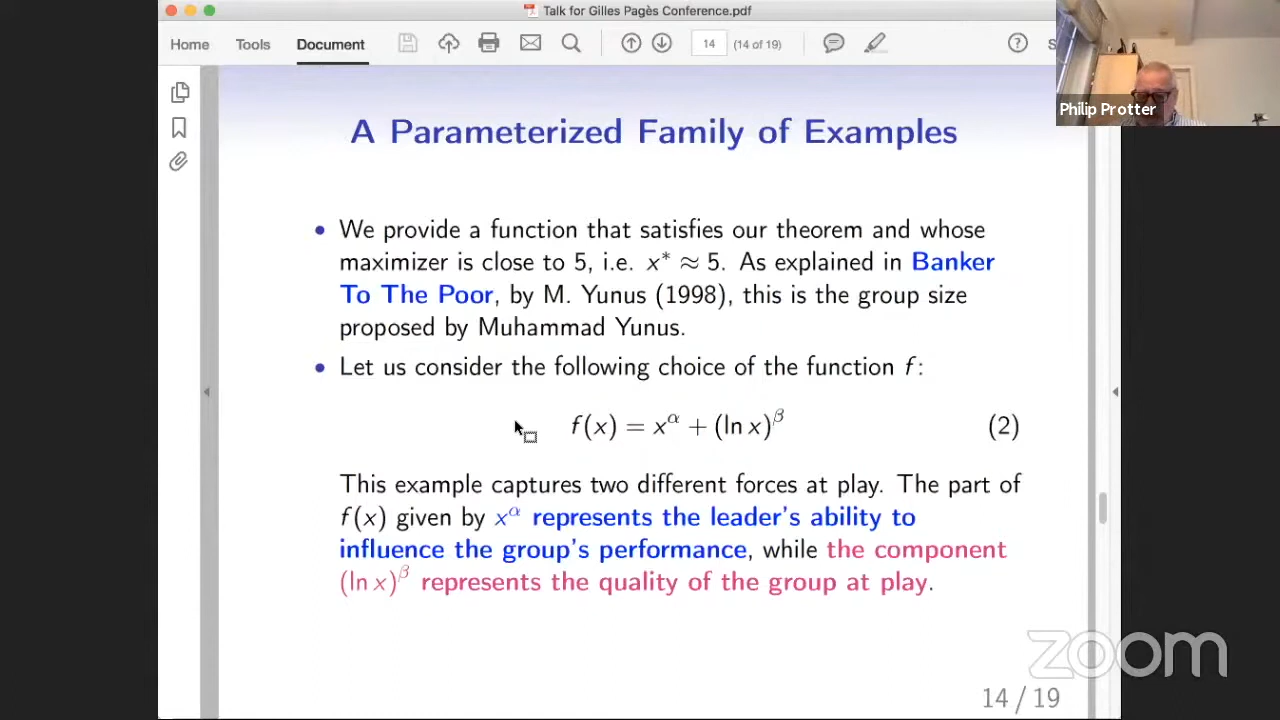 Talk for Gilles Pagès Conference.pdf
Home Tools Document 14 (14 of 19) S
Philip Protter
A Parameterized Family of Examples
• We provide a function that satisfies our theorem and whose
maximizer is close to 5, i.e. x* ≈ 5. As explained in Banker
To The Poor, by M. Yunus (1998), this is the group size
proposed by Muhammad Yunus.
• Let us consider the following choice of the function f:
f(x) = x^α + (ln x)^β (2)
This example captures two different forces at play. The part of
f(x) given by x^α represents the leader's ability to
influence the group's performance, while the component
(ln x)^β represents the quality of the group at play.
zoom
14 / 19